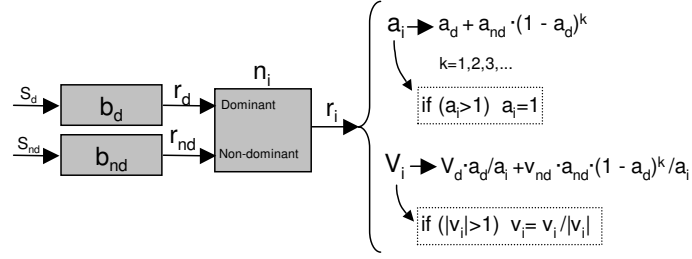 S_d
b_d
r_d
S_nd
b_nd
r_nd
n_i
Dominant
Non-dominant
r_i
a_i a_d + a_nd ·(1 - a_d)^k
k=1,2,3,...
if (a_i>1) a_i=1
V_i V_d·a_d/a_i + v_nd ·a_nd·(1 - a_d)^k/a_i
if (|v_i|>1) v_i= v_i/|v_i|